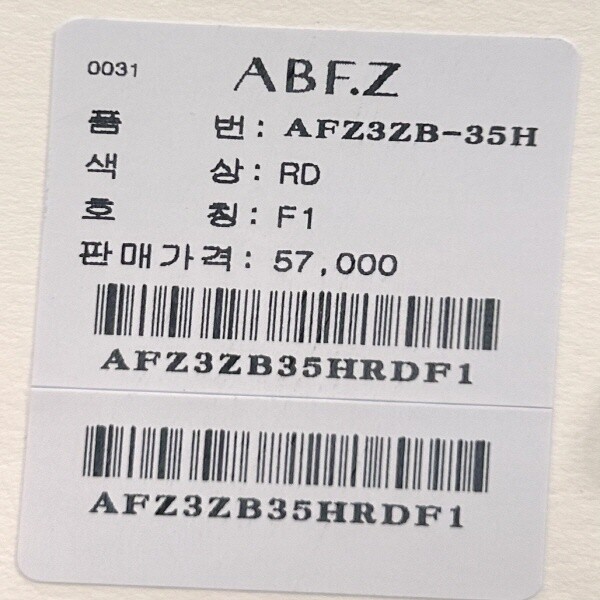 0031 ABF.Z
품 번: AFZ3ZB-35H
색 상: RD
호 칭: F1
판매가격: 57,000
AFZ3ZB35HRDF1
AFZ3ZB35HRDF1